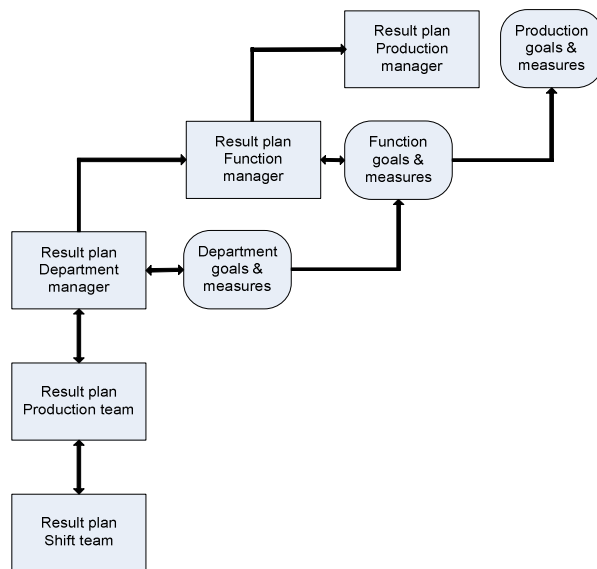 Result plan
Production
manager
Production
goals &
measures
Result plan
Function
manager
Function
goals &
measures
Result plan
Department
manager
Department
goals &
measures
Result plan
Production team
Result plan
Shift team